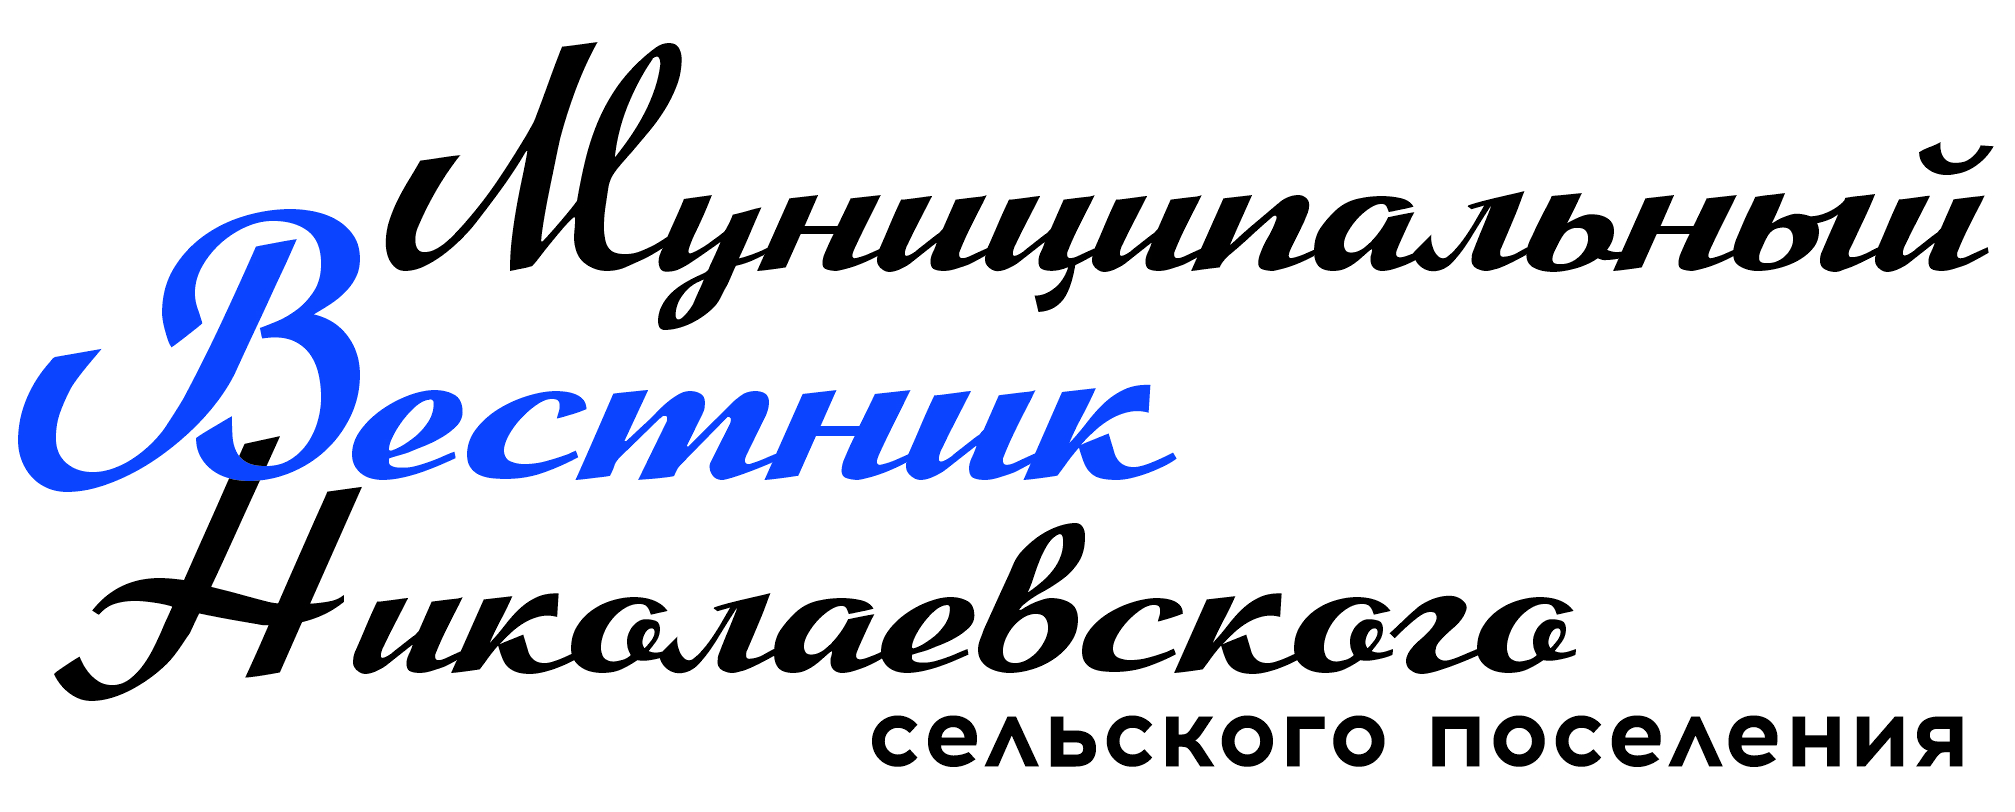 Муниципальный
Вестник
Николаевского
сельского поселения